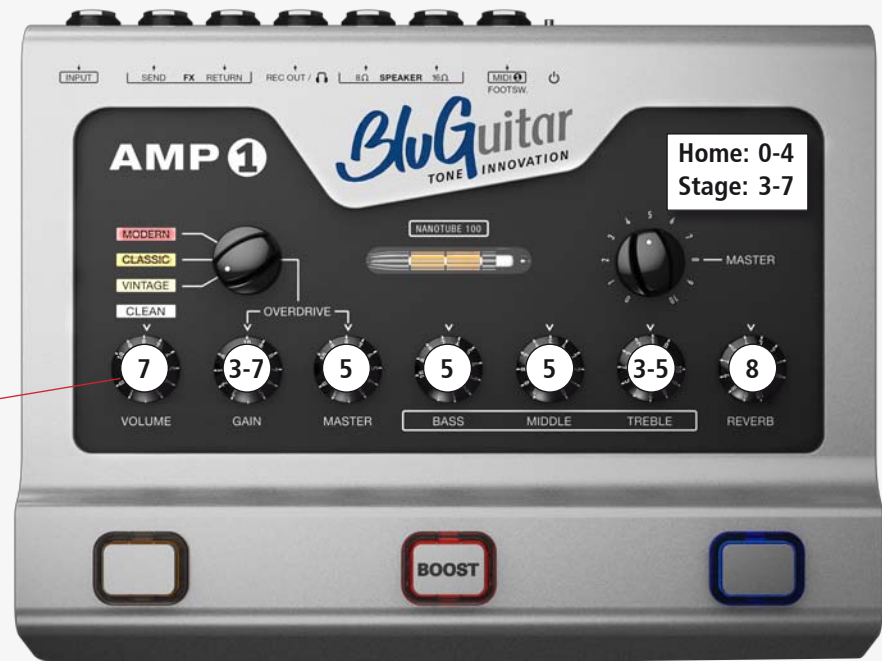 INPUT SEND FX RETURN REC OUT / 8Ω SPEAKER 16Ω MIDI 1
FOOTSW.
AMP 1
BluGuitar
TONE INNOVATION
Home: 0-4
Stage: 3-7
NANOTUBE 100
MODERN
CLASSIC
VINTAGE
CLEAN
OVERDRIVE
MASTER
7 3-7 5 5 5 3-5 8
VOLUME GAIN MASTER BASS MIDDLE TREBLE REVERB
BOOST